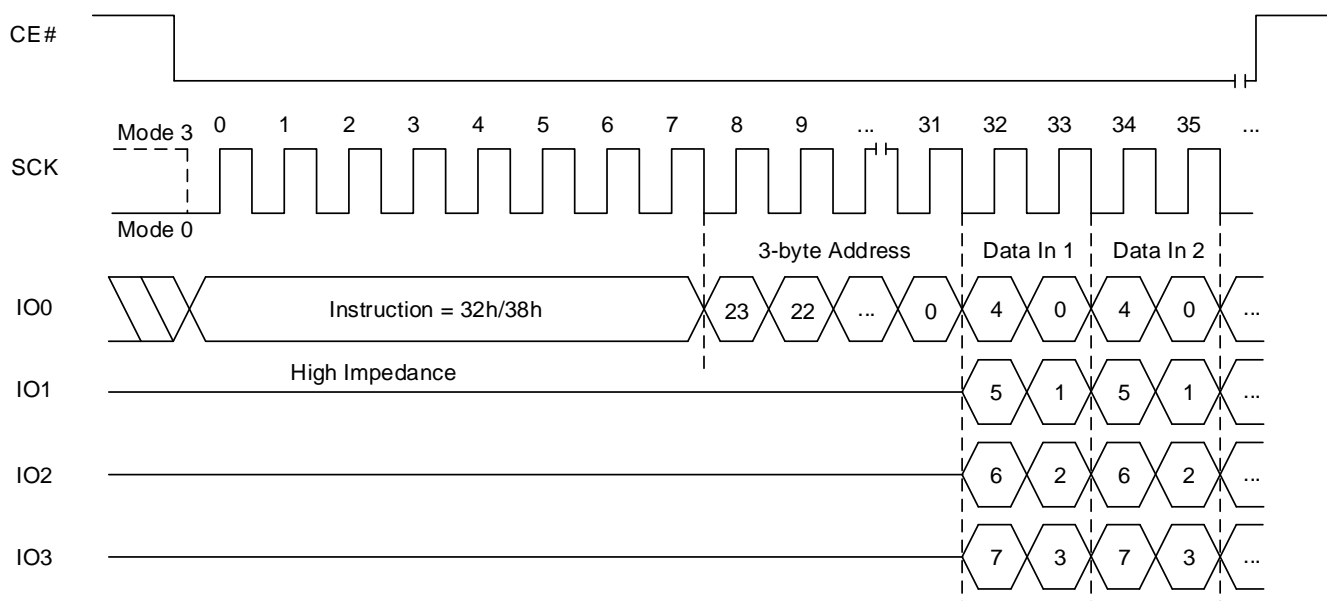 CE#
Mode 3 0 1 2 3 4 5 6 7 8 9 ... 31 32 33 34 35 ...
SCK
Mode 0
3-byte Address Data In 1 Data In 2
IO0 Instruction = 32h/38h 23 22 ... 0 4 0 4 0 ...
High Impedance
IO1 5 1 5 1 ...
IO2 6 2 6 2 ...
IO3 7 3 7 3 ...